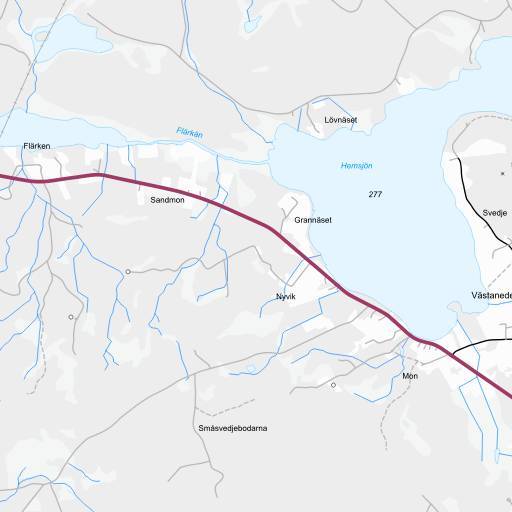 Lövnäset
Flärkån
Flärken
Hemsjön
277
Sandmon
Svedje
Grannäset
Nyvik
Västanede
Mon
Småsvedjebodarna